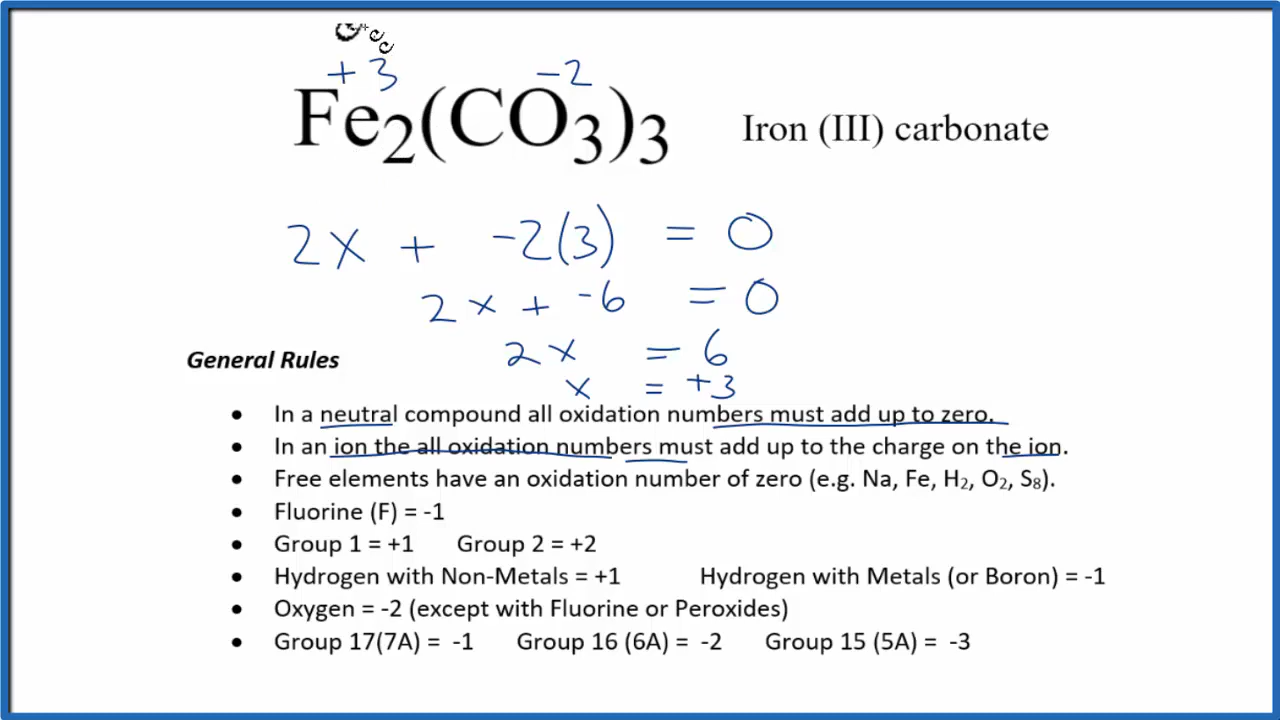 +3 -2
Fe₂(CO₃)₃ Iron (III) carbonate
2x + -2(3) = 0
2x + -6 = 0
2x = 6
General Rules
x = +3
• In a neutral compound all oxidation numbers must add up to zero.
• In an ion the all oxidation numbers must add up to the charge on the ion.
• Free elements have an oxidation number of zero (e.g. Na, Fe, H₂, O₂, S₈).
• Fluorine (F) = -1
• Group 1 = +1 Group 2 = +2
• Hydrogen with Non-Metals = +1 Hydrogen with Metals (or Boron) = -1
• Oxygen = -2 (except with Fluorine or Peroxides)
• Group 17(7A) = -1 Group 16 (6A) = -2 Group 15 (5A) = -3